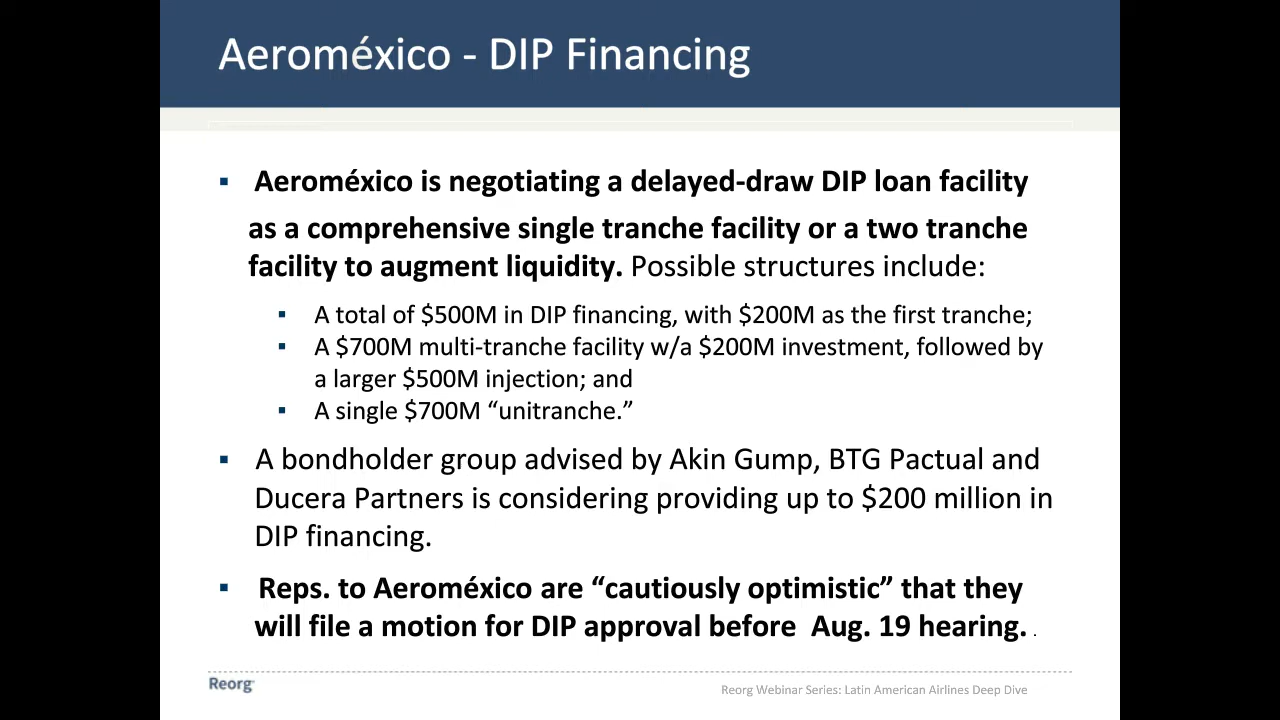 Aeroméxico - DIP Financing
▪ Aeroméxico is negotiating a delayed-draw DIP loan facility
as a comprehensive single tranche facility or a two tranche
facility to augment liquidity. Possible structures include:
▪ A total of $500M in DIP financing, with $200M as the first tranche;
▪ A $700M multi-tranche facility w/a $200M investment, followed by
a larger $500M injection; and
▪ A single $700M “unitranche.”
▪ A bondholder group advised by Akin Gump, BTG Pactual and
Ducera Partners is considering providing up to $200 million in
DIP financing.
▪ Reps. to Aeroméxico are “cautiously optimistic” that they
will file a motion for DIP approval before Aug. 19 hearing. .
Reorg
Reorg Webinar Series: Latin American Airlines Deep Dive